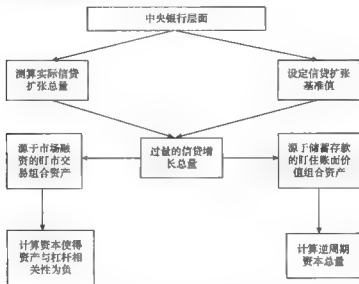 中央银行层面
测算实际信贷
扩张总量
设定信贷扩张
基准值
源于市场融
资的盯市交
易组合资产
过量的信贷增
长总量
源于储蓄存款
的盯住账面价
值组合资产
计算资本使得
资产与杠杆相
关性为负
计算逆周期
资本总量